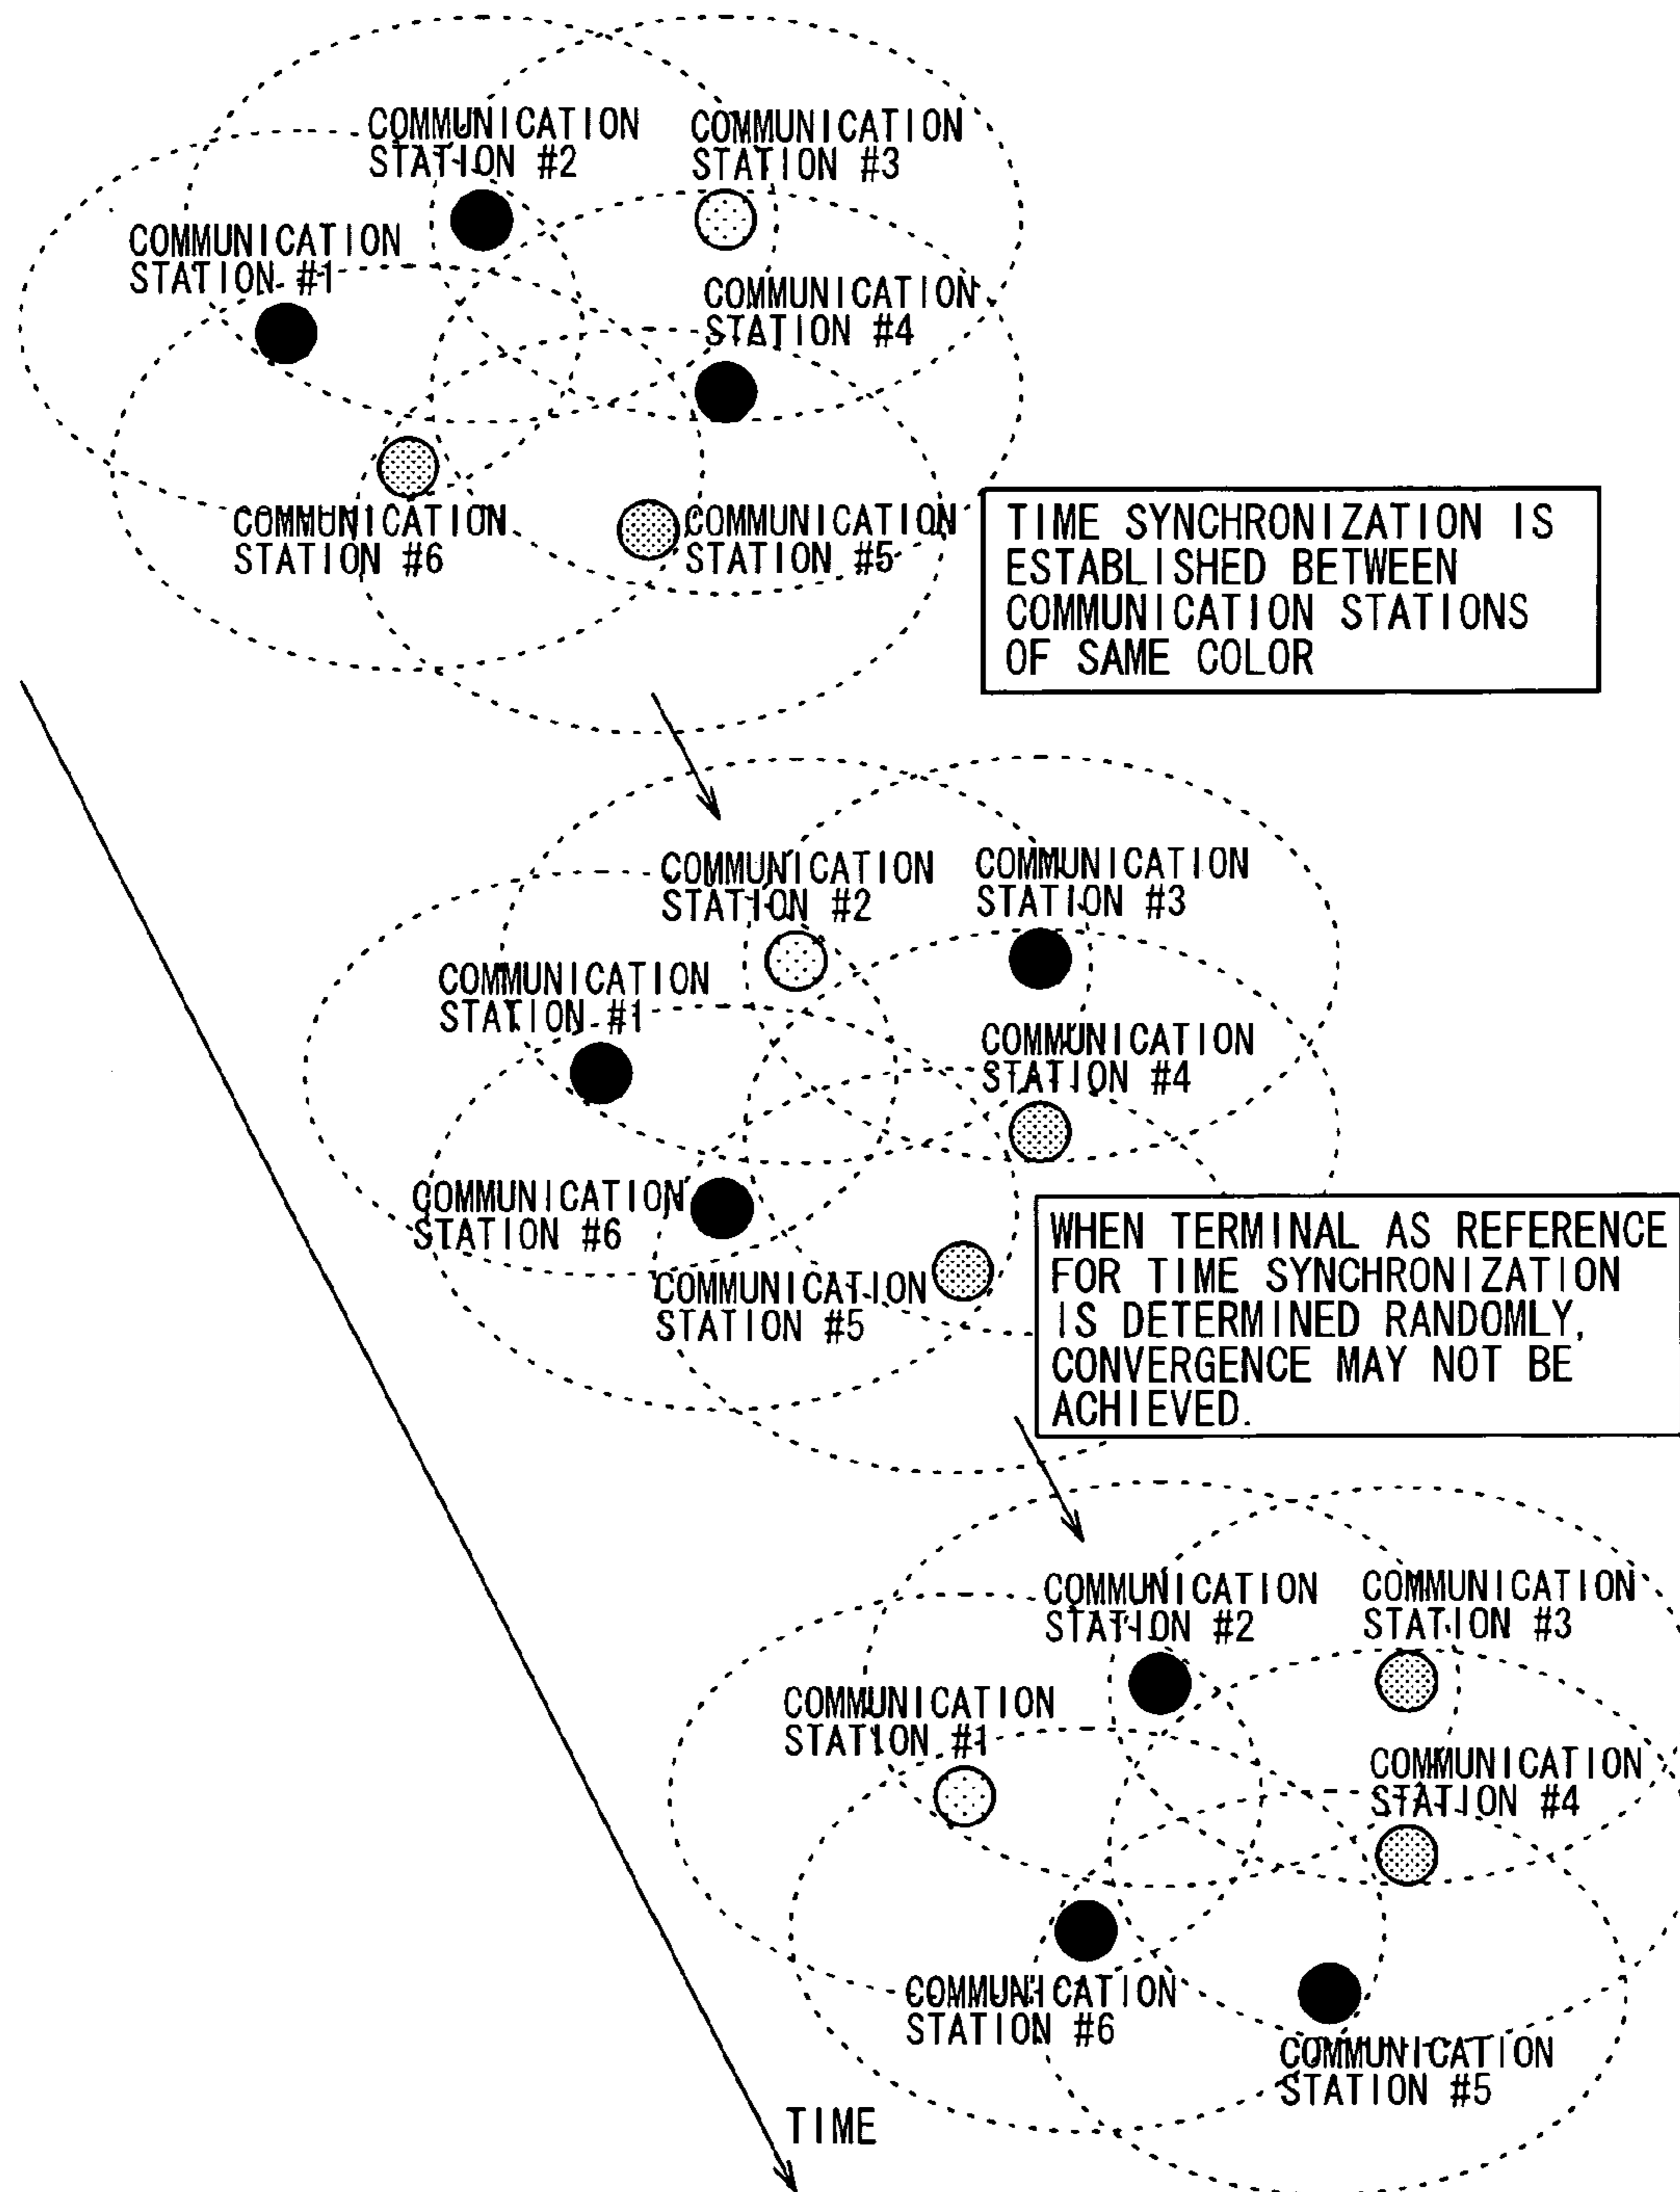 COMMUNICATION
STATION #2
COMMUNICATION
STATION #3
COMMUNICATION
STATION #1
COMMUNICATION
STATION #4
COMMUNICATION
STATION #6
COMMUNICATION
STATION #5
TIME SYNCHRONIZATION IS
ESTABLISHED BETWEEN
COMMUNICATION STATIONS
OF SAME COLOR
COMMUNICATION
STATION #2
COMMUNICATION
STATION #3
COMMUNICATION
STATION #1
COMMUNICATION
STATION #4
COMMUNICATION
STATION #6
COMMUNICATION
STATION #5
WHEN TERMINAL AS REFERENCE
FOR TIME SYNCHRONIZATION
IS DETERMINED RANDOMLY,
CONVERGENCE MAY NOT BE
ACHIEVED.
COMMUNICATION
STATION #2
COMMUNICATION
STATION #3
COMMUNICATION
STATION #1
COMMUNICATION
STATION #4
COMMUNICATION
STATION #6
COMMUNICATION
STATION #5
TIME